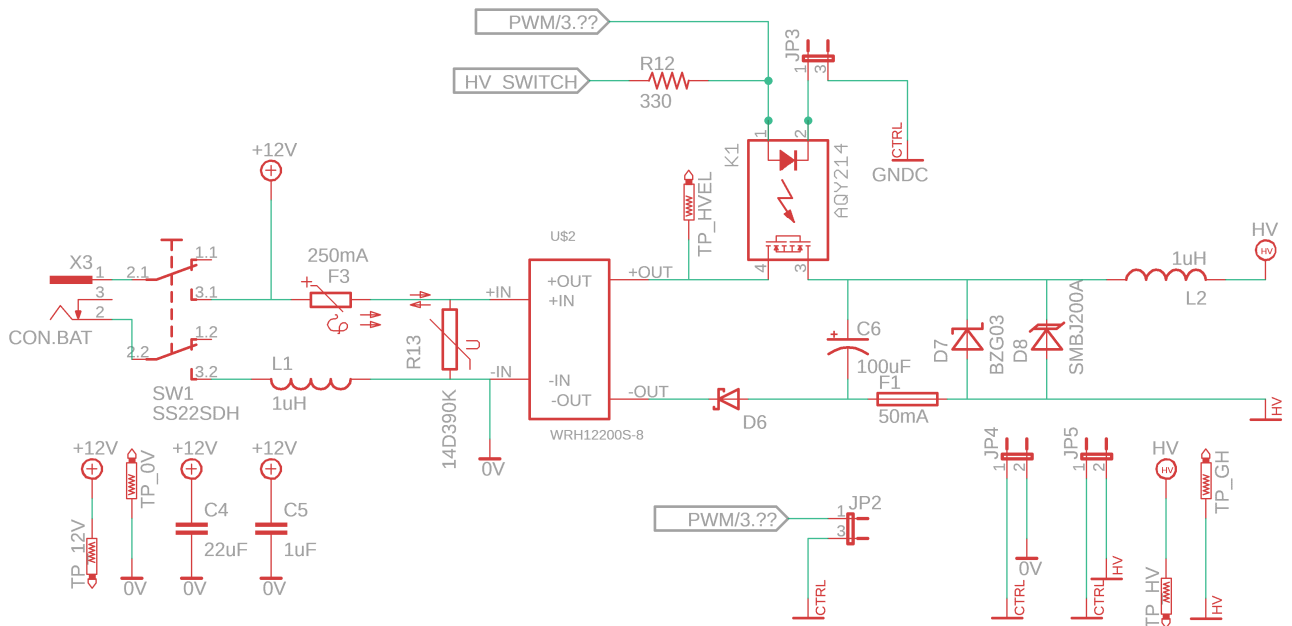 PWM/3.??
HV_SWITCH
R12
330
JP3
1
3
CTRL
GNDC
1
2
K1
AQY214
4
3
TP_HVEL
+12V
X3
1
3
2
CON.BAT
2.1
1.1
3.1
1.2
2.2
3.2
SW1
SS22SDH
250mA
F3
+
L1
1uH
R13
U
14D390K
+IN
-IN
0V
U$2
+OUT
+IN
-IN
-OUT
WRH12200S-8
+OUT
-OUT
D6
+
C6
100uF
F1
50mA
D7
BZG03
D8
SMBJ200A
1uH
L2
HV
HV
HV
+12V
TP_12V
TP_0V
0V
+12V
C4
22uF
0V
+12V
C5
1uF
0V
PWM/3.??
JP2
1
3
CTRL
JP4
1
2
CTRL
0V
JP5
1
2
CTRL
HV
HV
HV
TP_HV
TP_GH
HV